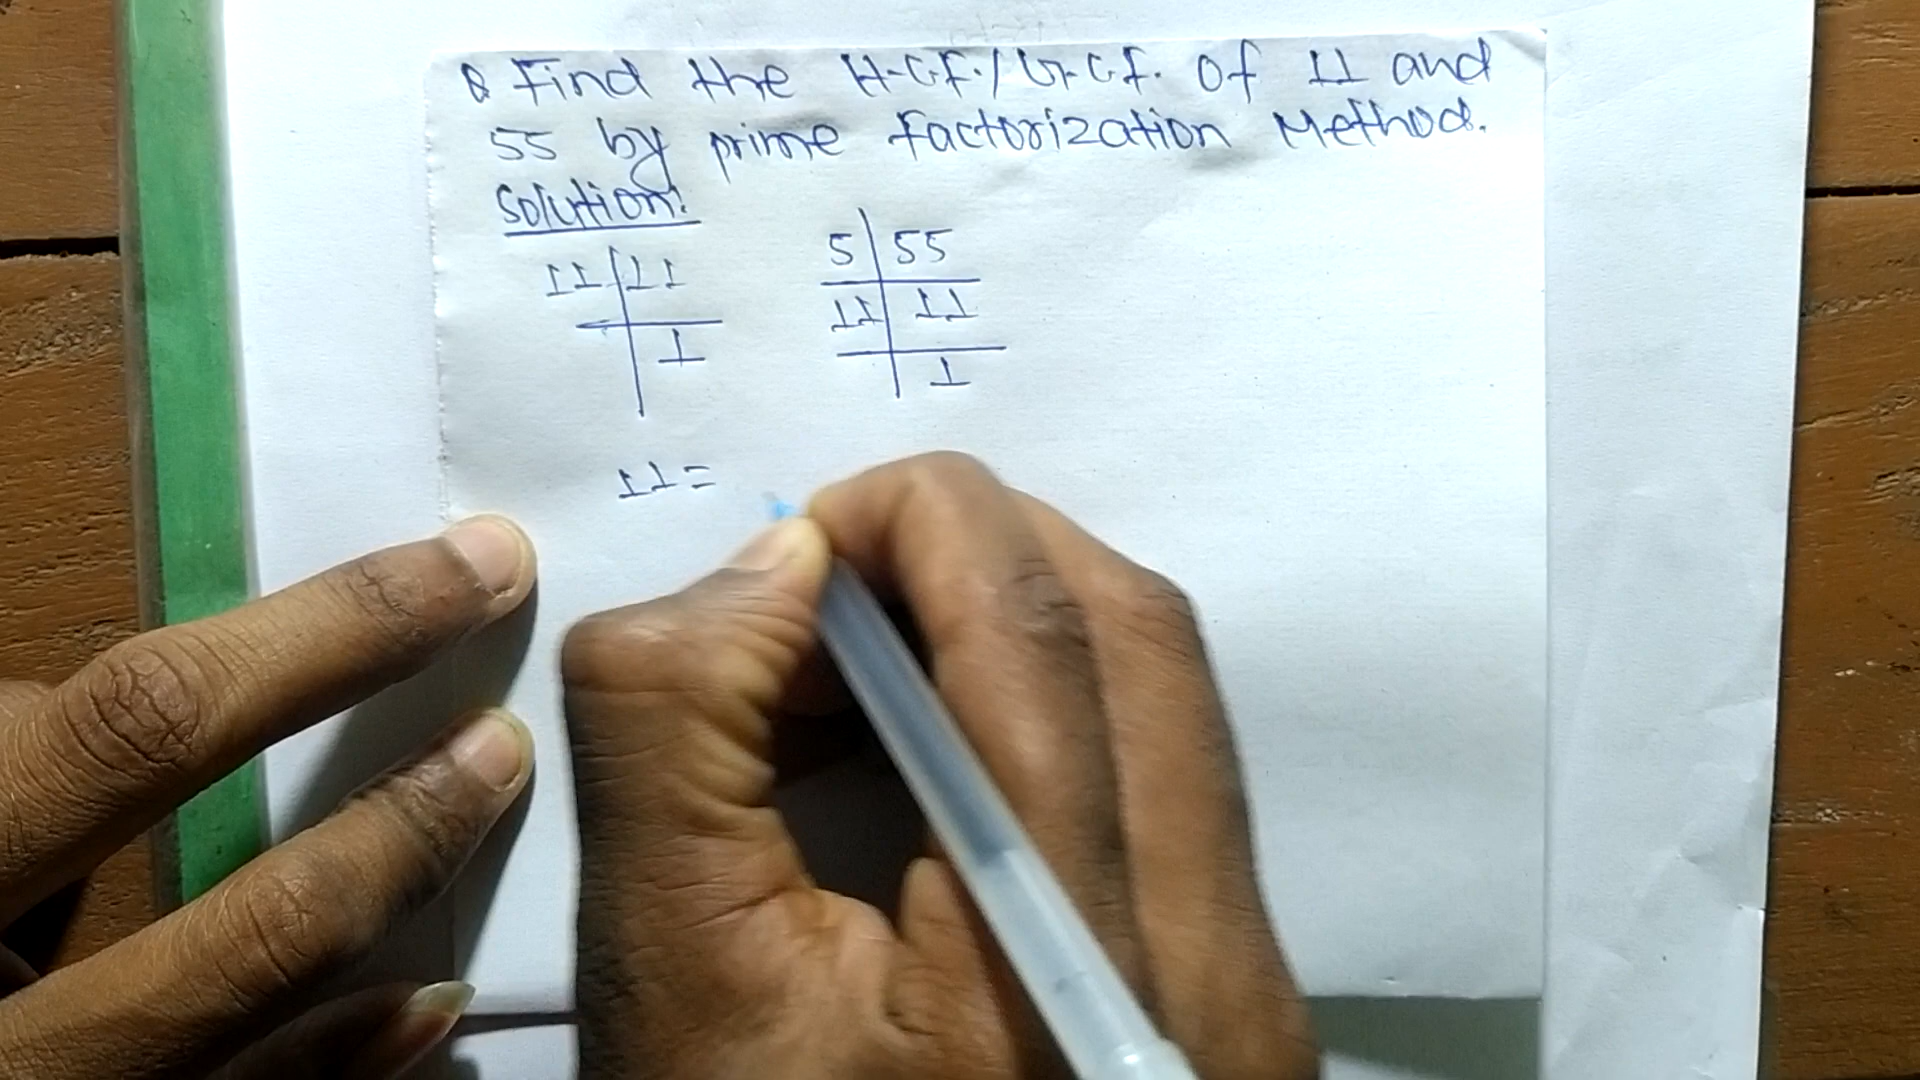 Q Find the H.C.F./G.C.F. of 11 and
55 by prime factorization Method.
Solution:
11 | 11
1
5 | 55
11 | 11
1
11 =